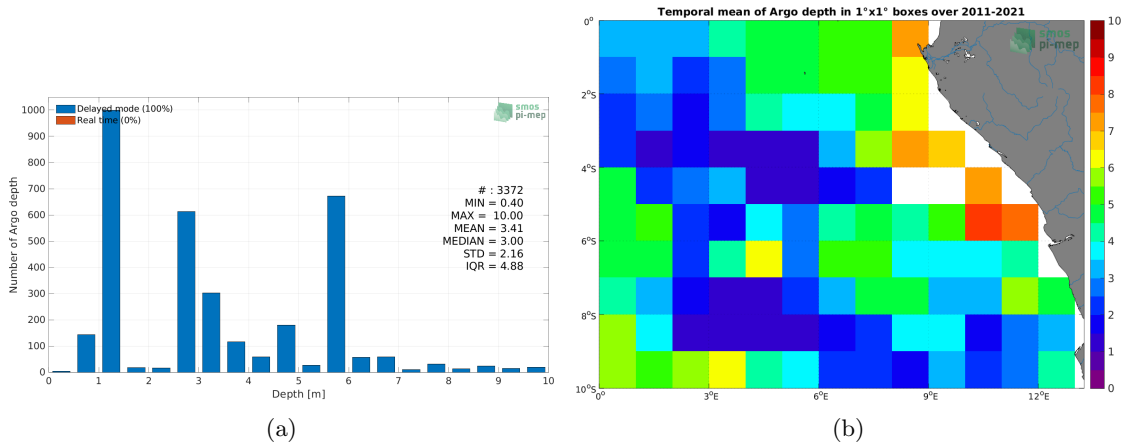 Delayed mode (100%)
Real time (0%)
smos
pi-mep
1000
900
800
700
600
500
400
300
200
100
0
Number of Argo depth
# : 3372
MIN = 0.40
MAX = 10.00
MEAN = 3.41
MEDIAN = 3.00
STD = 2.16
IQR = 4.88
0 1 2 3 4 5 6 7 8 9 10
Depth [m]
(a)
Temporal mean of Argo depth in 1°x1° boxes over 2011-2021
smos
pi-mep
0°
2°S
4°S
6°S
8°S
10°S
0° 3°E 6°E 9°E 12°E
10
9
8
7
6
5
4
3
2
1
0
(b)